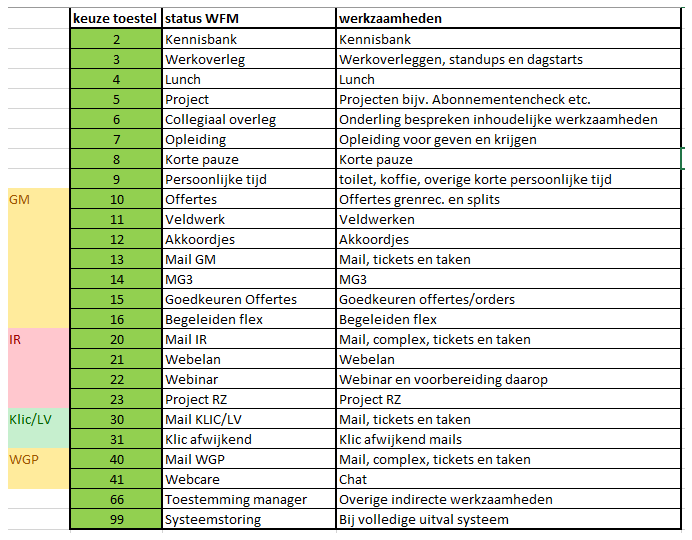 keuze toestel status WFM werkzaamheden
2 Kennisbank Kennisbank
3 Werkoverleg Werkoverleggen, standups en dagstarts
4 Lunch Lunch
5 Project Projecten bijv. Abonnementencheck etc.
6 Collegiaal overleg Onderling bespreken inhoudelijke werkzaamheden
7 Opleiding Opleiding voor geven en krijgen
8 Korte pauze Korte pauze
9 Persoonlijke tijd toilet, koffie, overige korte persoonlijke tijd
GM 10 Offertes Offertes grenrec. en splits
11 Veldwerk Veldwerken
12 Akkoordjes Akkoordjes
13 Mail GM Mail, tickets en taken
14 MG3 MG3
15 Goedkeuren Offertes Goedkeuren offertes/orders
16 Begeleiden flex Begeleiden flex
IR 20 Mail IR Mail, complex, tickets en taken
21 Webelan Webelan
22 Webinar Webinar en voorbereiding daarop
23 Project RZ Project RZ
Klic/LV 30 Mail KLIC/LV Mail, tickets en taken
31 Klic afwijkend Klic afwijkend mails
WGP 40 Mail WGP Mail, complex, tickets en taken
41 Webcare Chat
66 Toestemming manager Overige indirecte werkzaamheden
99 Systeemstoring Bij volledige uitval systeem